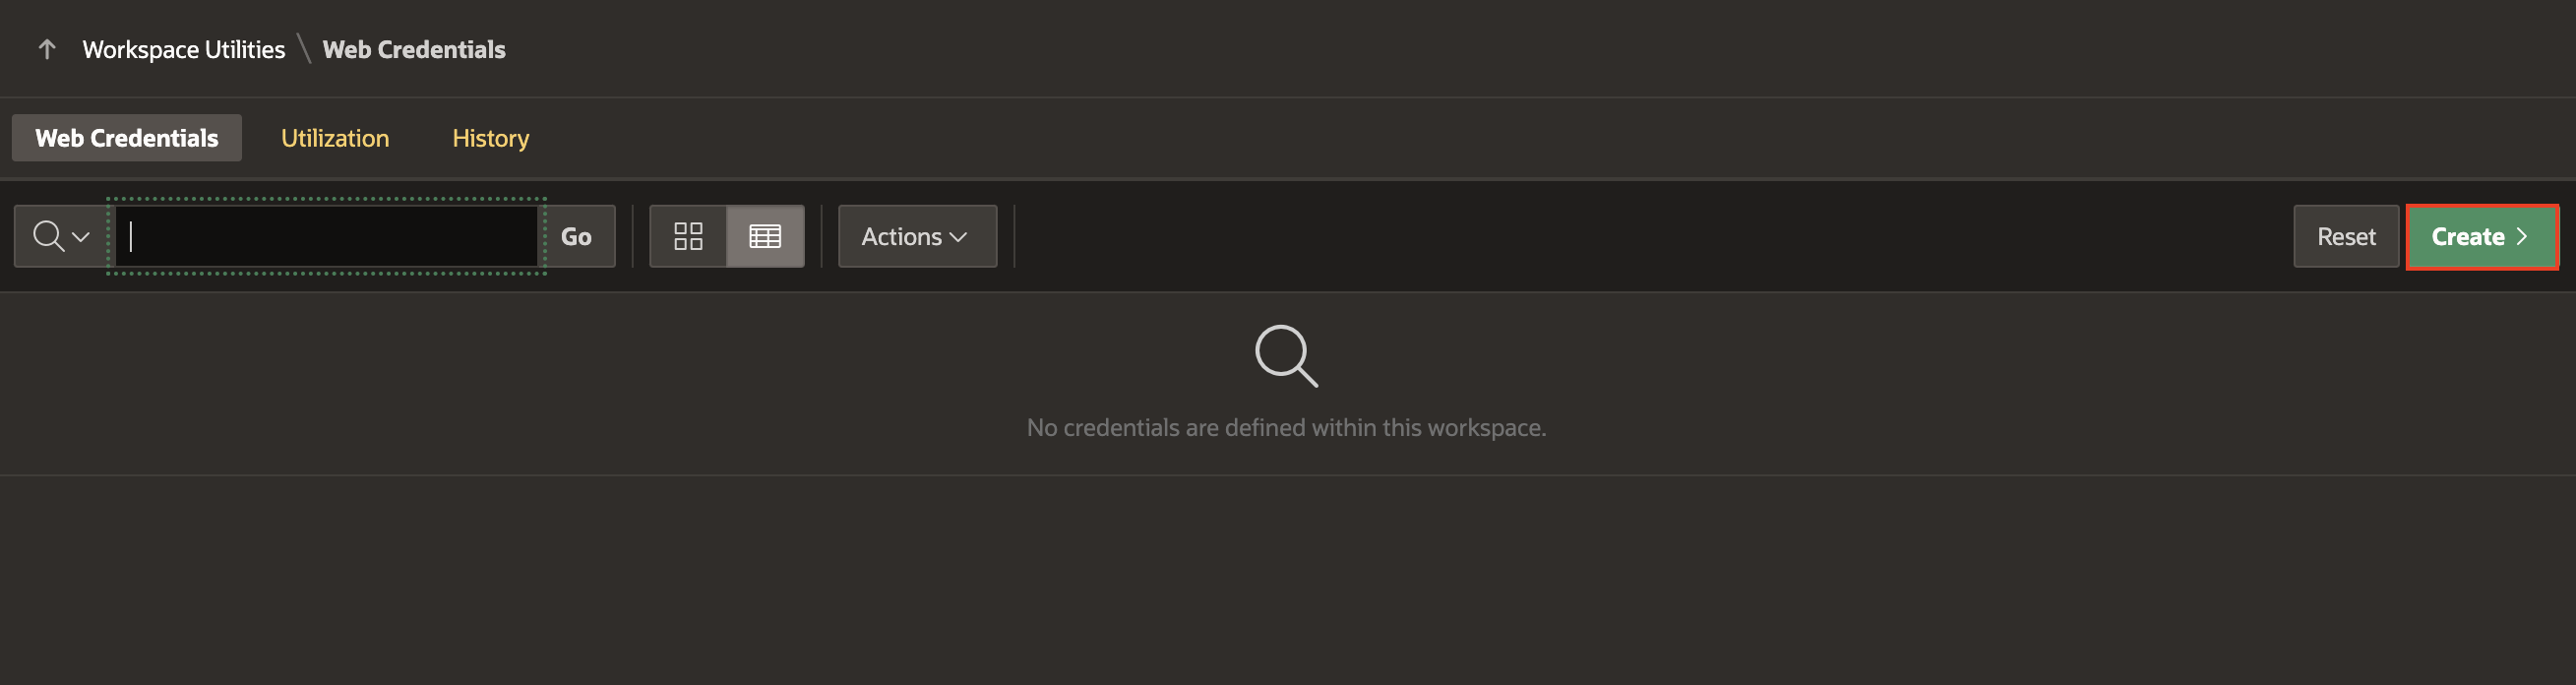 Workspace Utilities \ Web Credentials
Web Credentials Utilization History
Go Actions Reset Create
No credentials are defined within this workspace.